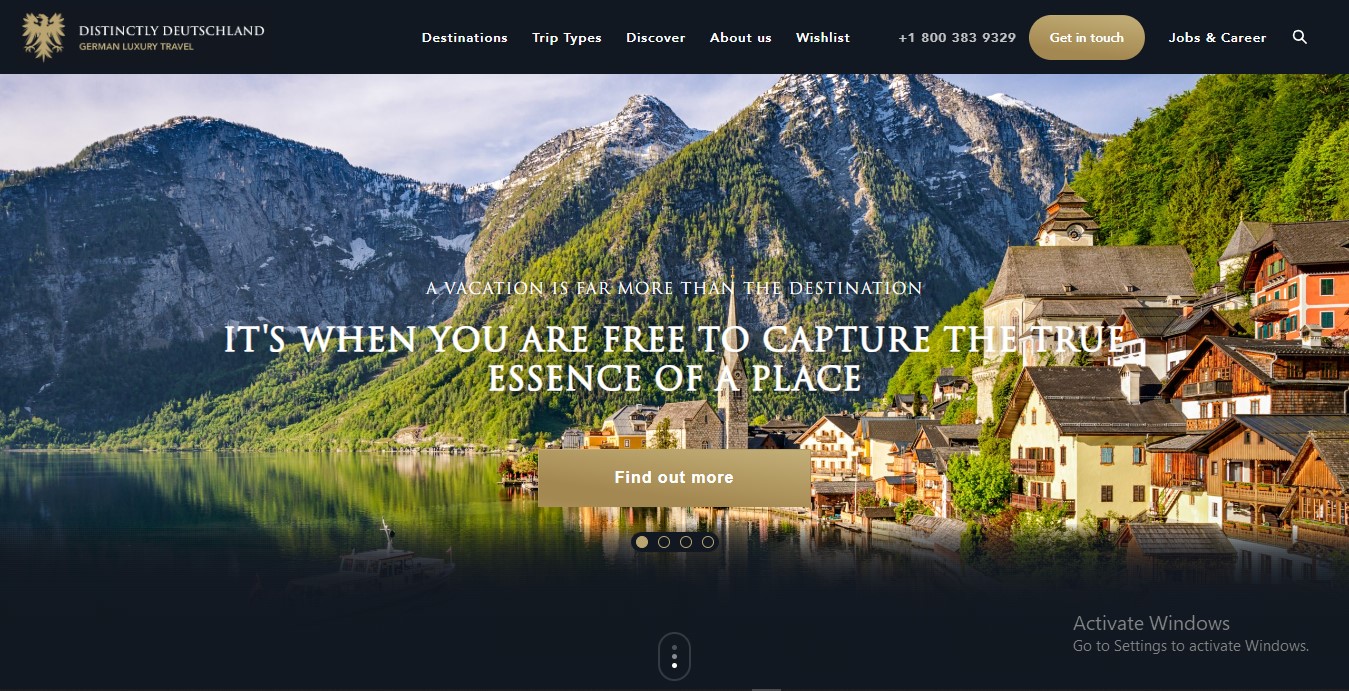 DISTINCTLY DEUTSCHLAND
GERMAN LUXURY TRAVEL
Destinations
Trip Types
Discover
About us
Wishlist
+1 800 383 9329
Get in touch
Jobs & Career
A VACATION IS FAR MORE THAN THE DESTINATION
IT'S WHEN YOU ARE FREE TO CAPTURE THE TRUE
ESSENCE OF A PLACE
Find out more
Activate Windows
Go to Settings to activate Windows.